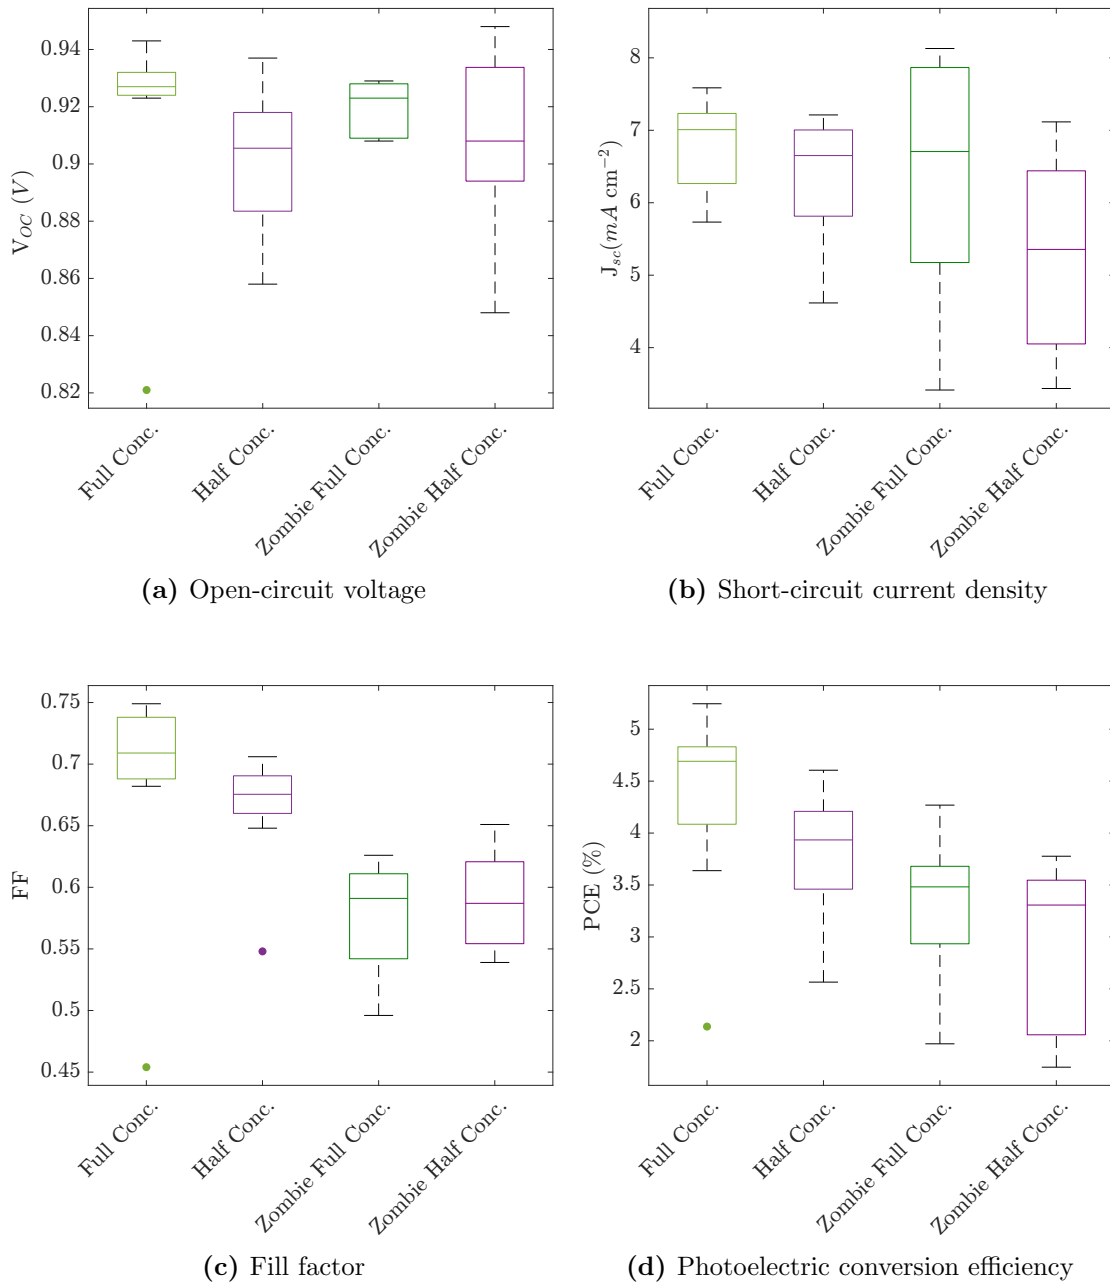 0.94
0.92
0.9
0.88
0.86
0.84
0.82
V_OC (V)
Full Conc.
Half Conc.
Zombie Full Conc.
Zombie Half Conc.
(a) Open-circuit voltage
8
7
6
5
4
J_sc(mA cm⁻²)
Full Conc.
Half Conc.
Zombie Full Conc.
Zombie Half Conc.
(b) Short-circuit current density
0.75
0.7
0.65
0.6
0.55
0.5
0.45
FF
Full Conc.
Half Conc.
Zombie Full Conc.
Zombie Half Conc.
(c) Fill factor
5
4.5
4
3.5
3
2.5
2
PCE (%)
Full Conc.
Half Conc.
Zombie Full Conc.
Zombie Half Conc.
(d) Photoelectric conversion efficiency